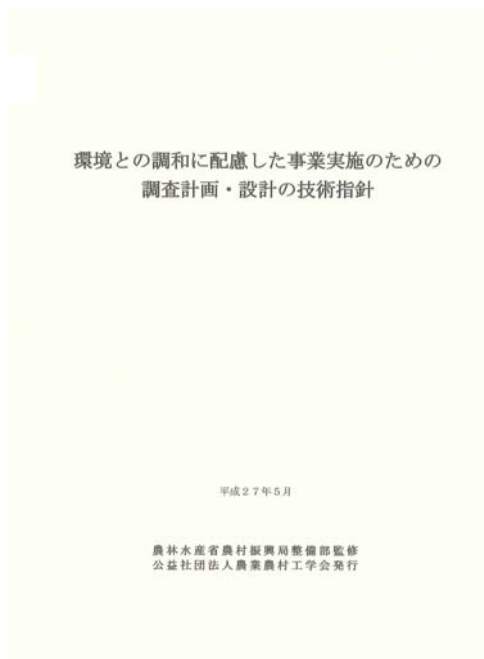 環境との調和に配慮した事業実施のための
調査計画・設計の技術指針
平成２７年５月
農林水産省農村振興局整備部監修
公益社団法人農業農村工学会発行